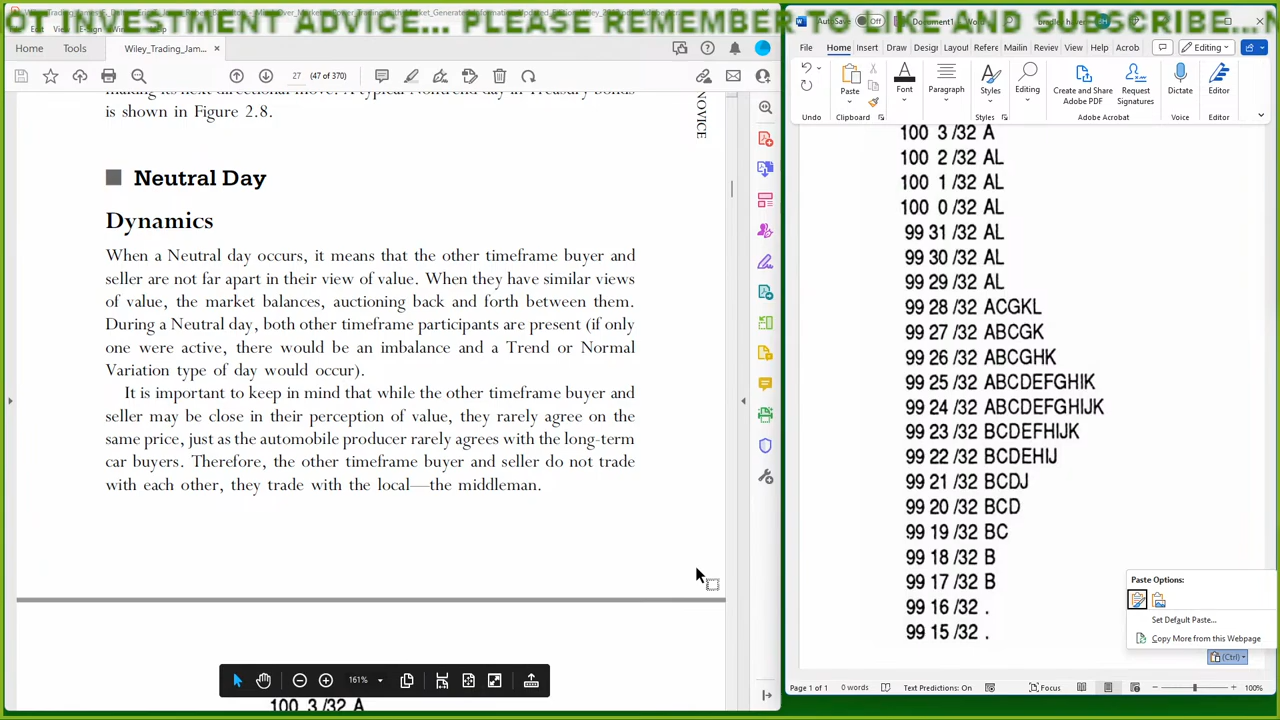 OT INVESTMENT ADVICE... PLEASE REMEMBER TO LIKE AND SUBSCRIBE...
Home Tools Wiley_Trading_Jam... ×
27 (47 of 370)
is shown in Figure 2.8.
NOVICE
Neutral Day
Dynamics
When a Neutral day occurs, it means that the other timeframe buyer and
seller are not far apart in their view of value. When they have similar views
of value, the market balances, auctioning back and forth between them.
During a Neutral day, both other timeframe participants are present (if only
one were active, there would be an imbalance and a Trend or Normal
Variation type of day would occur).
It is important to keep in mind that while the other timeframe buyer and
seller may be close in their perception of value, they rarely agree on the
same price, just as the automobile producer rarely agrees with the long-term
car buyers. Therefore, the other timeframe buyer and seller do not trade
with each other, they trade with the local—the middleman.
161%
100 3 /32 A
AutoSave Off Document1
File Home Insert Draw Design Layout Refere Mailin Review View Help Acrob Editing
Paste Font Paragraph Styles Editing Create and Share Adobe PDF Request Signatures Dictate Editor
Undo Clipboard Styles Adobe Acrobat Voice Editor
100 3 /32 A
100 2 /32 AL
100 1 /32 AL
100 0 /32 AL
99 31 /32 AL
99 30 /32 AL
99 29 /32 AL
99 28 /32 ACGKL
99 27 /32 ABCGK
99 26 /32 ABCGHK
99 25 /32 ABCDEFGHIK
99 24 /32 ABCDEFGHIJK
99 23 /32 BCDEFHIJK
99 22 /32 BCDEHIJ
99 21 /32 BCDJ
99 20 /32 BCD
99 19 /32 BC
99 18 /32 B
99 17 /32 B
99 16 /32 .
99 15 /32 .
Paste Options:
Set Default Paste...
Copy More from this Webpage
(Ctrl)
Page 1 of 1 0 words Text Predictions: On Focus 100%